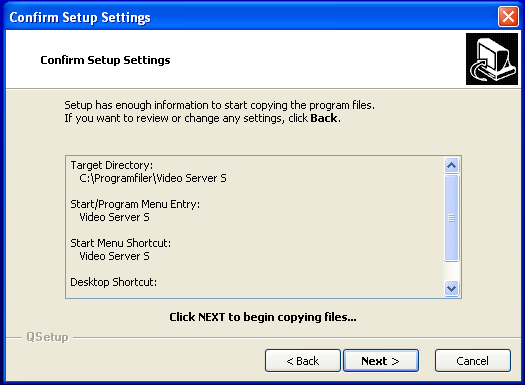 Confirm Setup Settings
Confirm Setup Settings
Setup has enough information to start copying the program files.
If you want to review or change any settings, click Back.
Target Directory:
C:\Programfiler\Video Server S
Start/Program Menu Entry:
Video Server S
Start Menu Shortcut:
Video Server S
Desktop Shortcut:
Click NEXT to begin copying files...
QSetup
< Back
Next >
Cancel